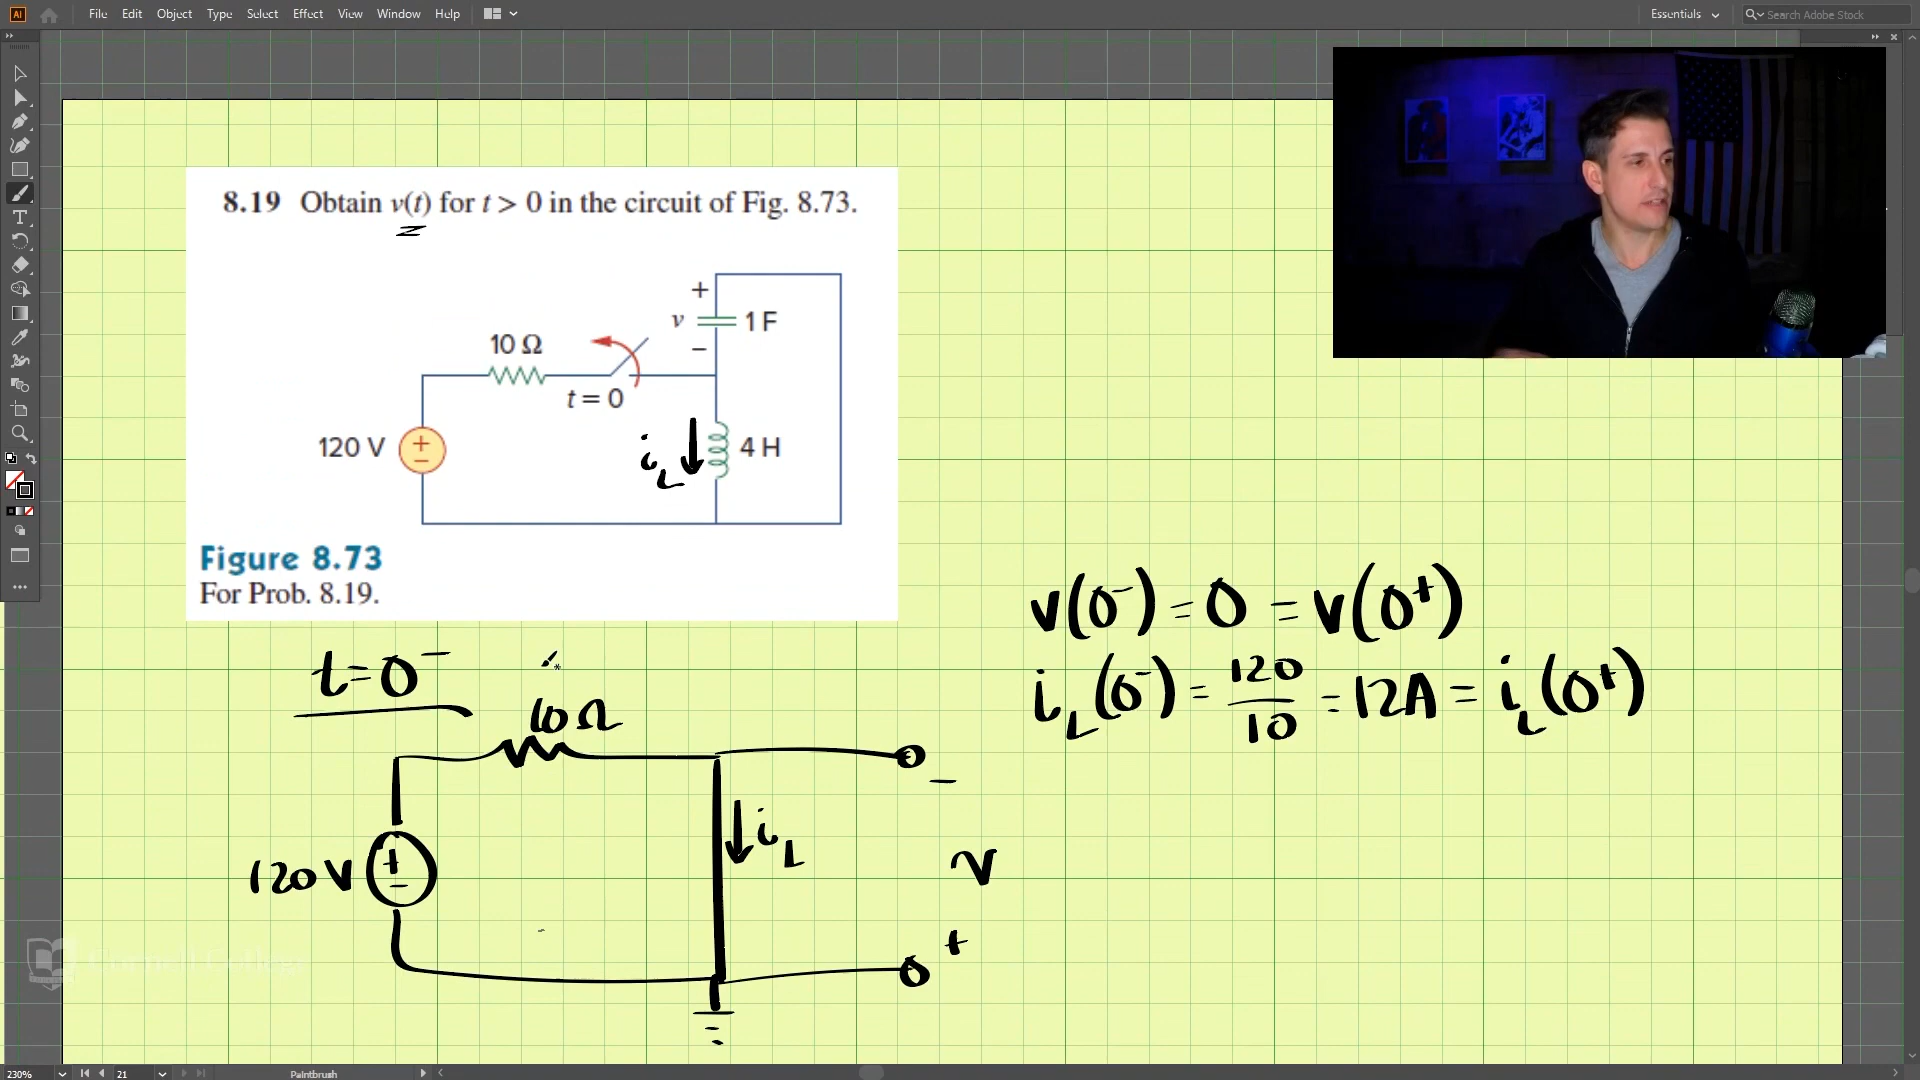 File Edit Object Type Select Effect View Window Help
Essentials
Search Adobe Stock
8.19 Obtain v(t) for t > 0 in the circuit of Fig. 8.73.
+
v 1 F
−
10 Ω
t = 0
120 V
+
−
i_L
4 H
Figure 8.73
For Prob. 8.19.
v(0⁻) = 0 = v(0⁺)
i_L(0⁻) = 120/10 = 12A = i_L(0⁺)
t=0⁻
10Ω
−
i_L
120V
+
−
v
+
Cornell College
230%
21
Paintbrush